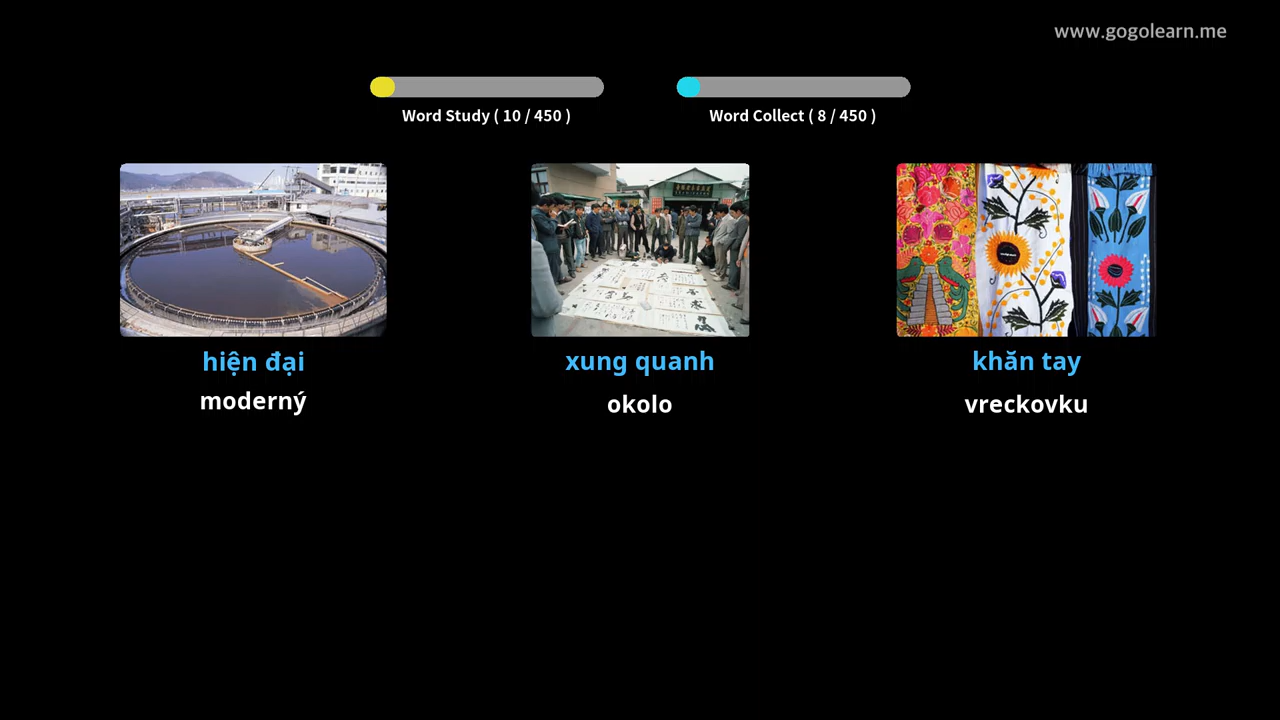 www.gogolearn.me
Word Study ( 10 / 450 )
Word Collect ( 8 / 450 )
hiện đại
xung quanh
khăn tay
moderný
okolo
vreckovku